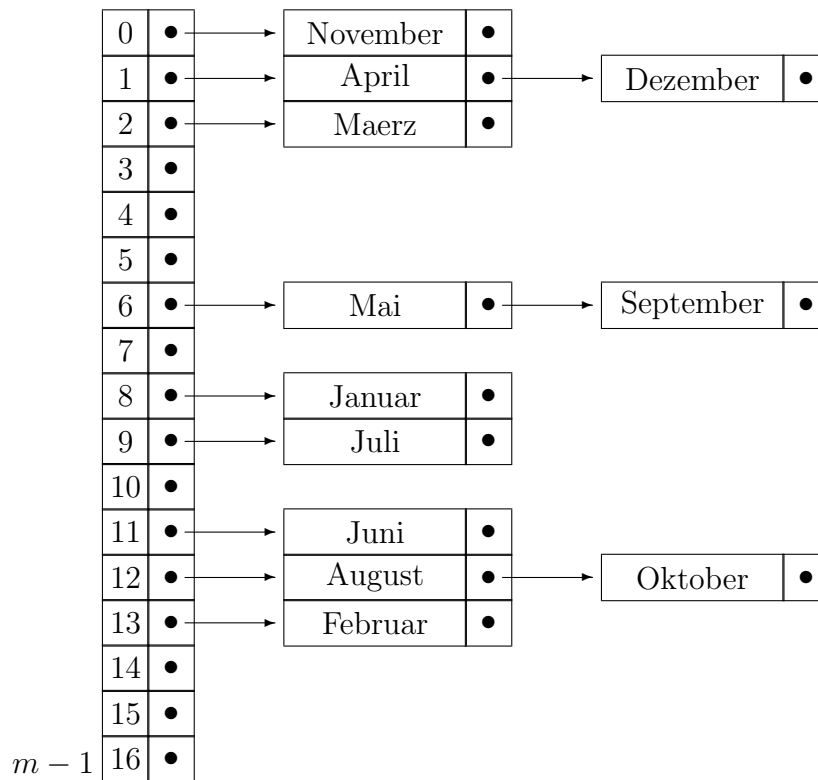 0 November
1 April Dezember
2 Maerz
3
4
5
6 Mai September
7
8 Januar
9 Juli
10
11 Juni
12 August Oktober
13 Februar
14
15
m − 1 16